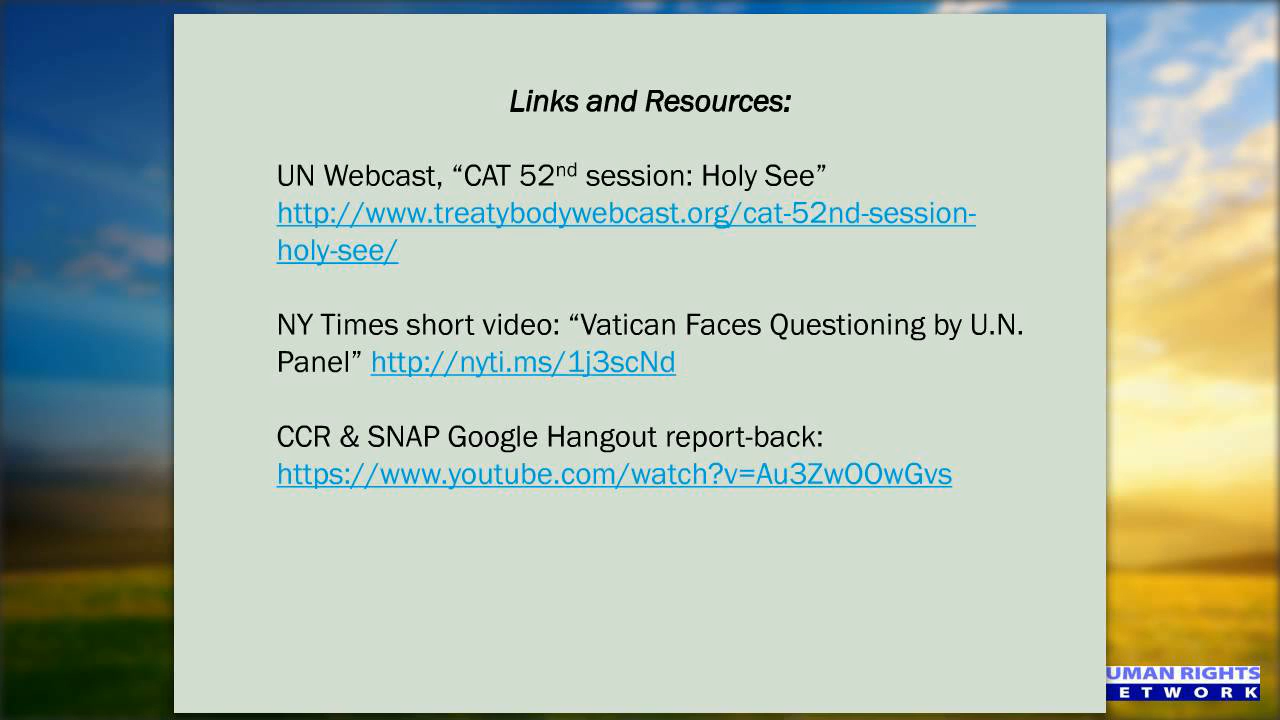 Links and Resources:
UN Webcast, “CAT 52nd session: Holy See”
http://www.treatybodywebcast.org/cat-52nd-session-
holy-see/
NY Times short video: “Vatican Faces Questioning by U.N.
Panel” http://nyti.ms/1j3scNd
CCR & SNAP Google Hangout report-back:
https://www.youtube.com/watch?v=Au3ZwOOwGvs
UMAN RIGHTS
ETWORK